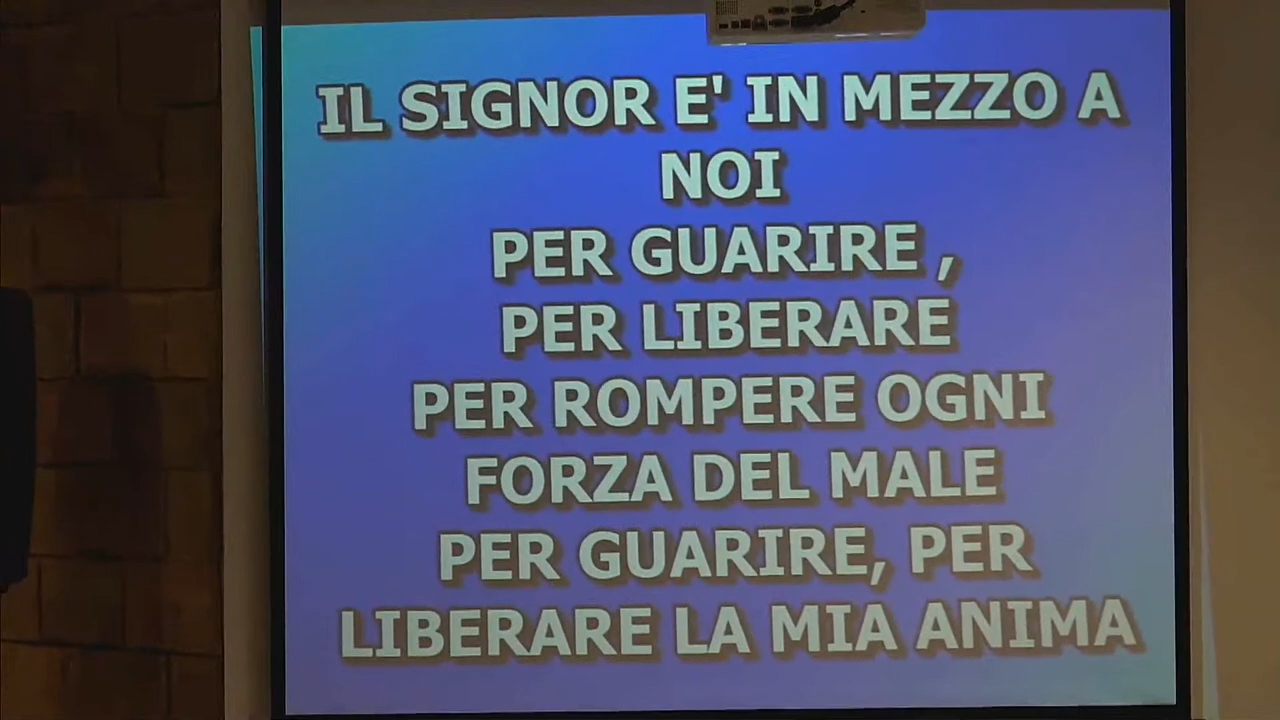 IL SIGNOR E' IN MEZZO A
NOI
PER GUARIRE ,
PER LIBERARE
PER ROMPERE OGNI
FORZA DEL MALE
PER GUARIRE, PER
LIBERARE LA MIA ANIMA